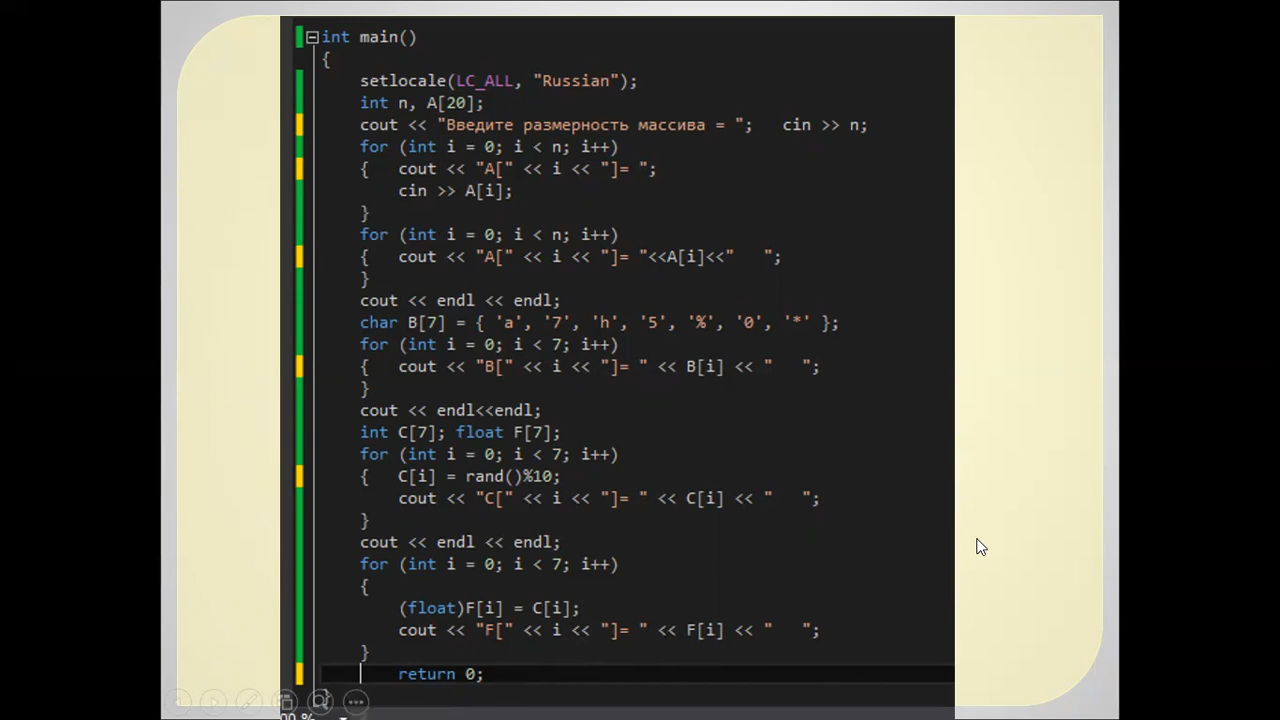 int main()
{
setlocale(LC_ALL, "Russian");
int n, A[20];
cout << "Введите размерность массива = ";   cin >> n;
for (int i = 0; i < n; i++)
{   cout << "A[" << i << "]= ";
cin >> A[i];
}
for (int i = 0; i < n; i++)
{   cout << "A[" << i << "]= "<<A[i]<<"   ";
}
cout << endl << endl;
char B[7] = { 'a', '7', 'h', '5', '%', '0', '*' };
for (int i = 0; i < 7; i++)
{   cout << "B[" << i << "]= " << B[i] << "   ";
}
cout << endl<<endl;
int C[7]; float F[7];
for (int i = 0; i < 7; i++)
{   C[i] = rand()%10;
cout << "C[" << i << "]= " << C[i] << "   ";
}
cout << endl << endl;
for (int i = 0; i < 7; i++)
{
(float)F[i] = C[i];
cout << "F[" << i << "]= " << F[i] << "   ";
}
return 0;